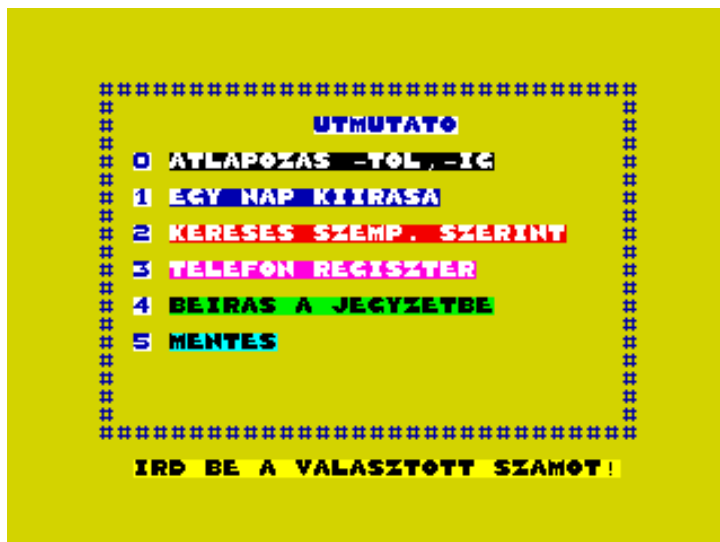 ##############################
UTMUTATO
0 ATLAPOZAS -TOL,-IG
1 EGY NAP KIIRASA
2 KERESES SZEMP. SZERINT
3 TELEFON REGISZTER
4 BEIRAS A JEGYZETBE
5 MENTES
##############################
IRD BE A VALASZTOTT SZAMOT!